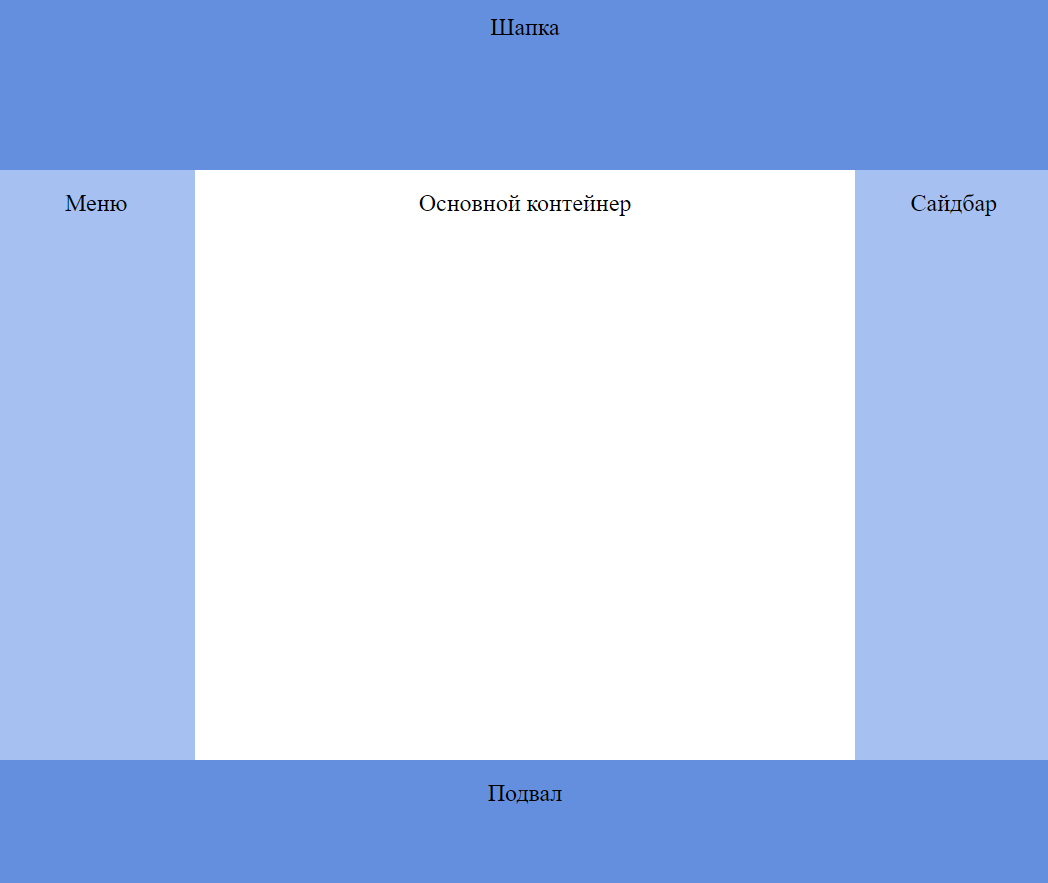 Шапка
Меню
Основной контейнер
Сайдбар
Подвал